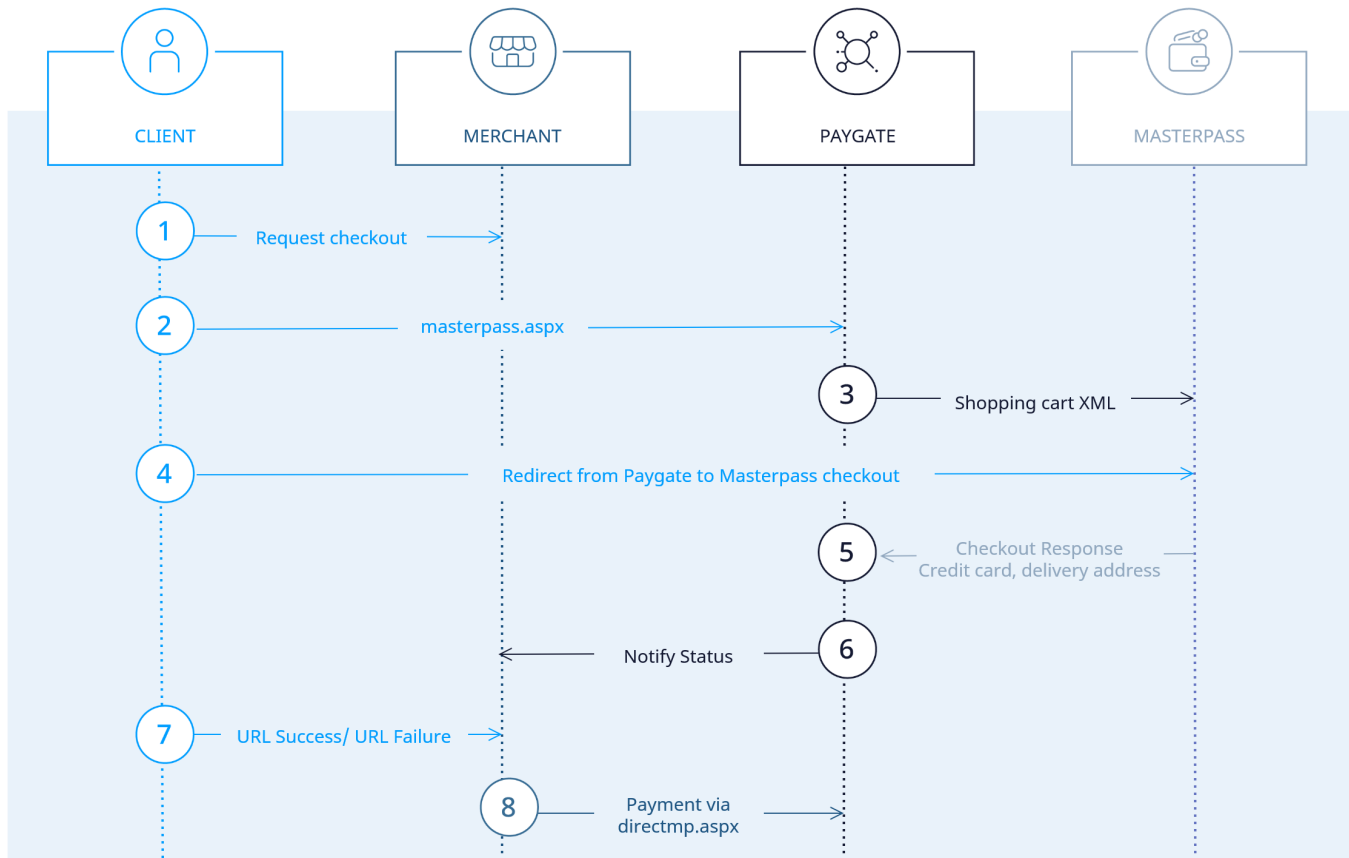 CLIENT
MERCHANT
PAYGATE
MASTERPASS
1
Request checkout
2
masterpass.aspx
3
Shopping cart XML
4
Redirect from Paygate to Masterpass checkout
5
Checkout Response
Credit card, delivery address
6
Notify Status
7
URL Success/ URL Failure
8
Payment via
directmp.aspx